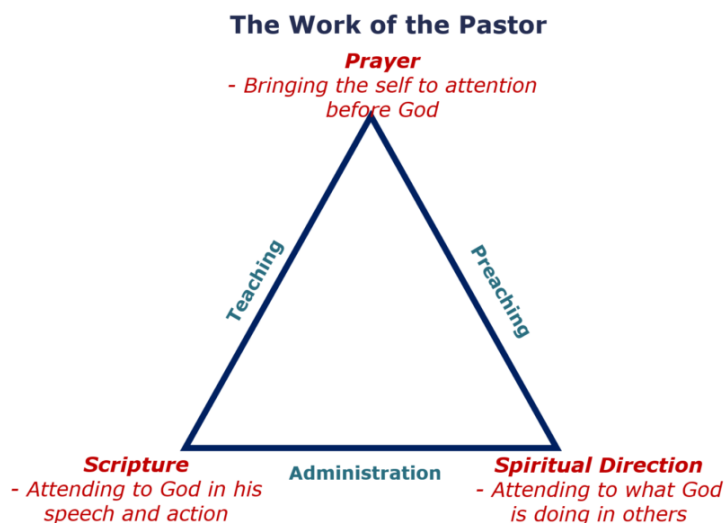 The Work of the Pastor
Prayer
- Bringing the self to attention
before God
Teaching
Preaching
Scripture
- Attending to God in his
speech and action
Administration
Spiritual Direction
- Attending to what God
is doing in others